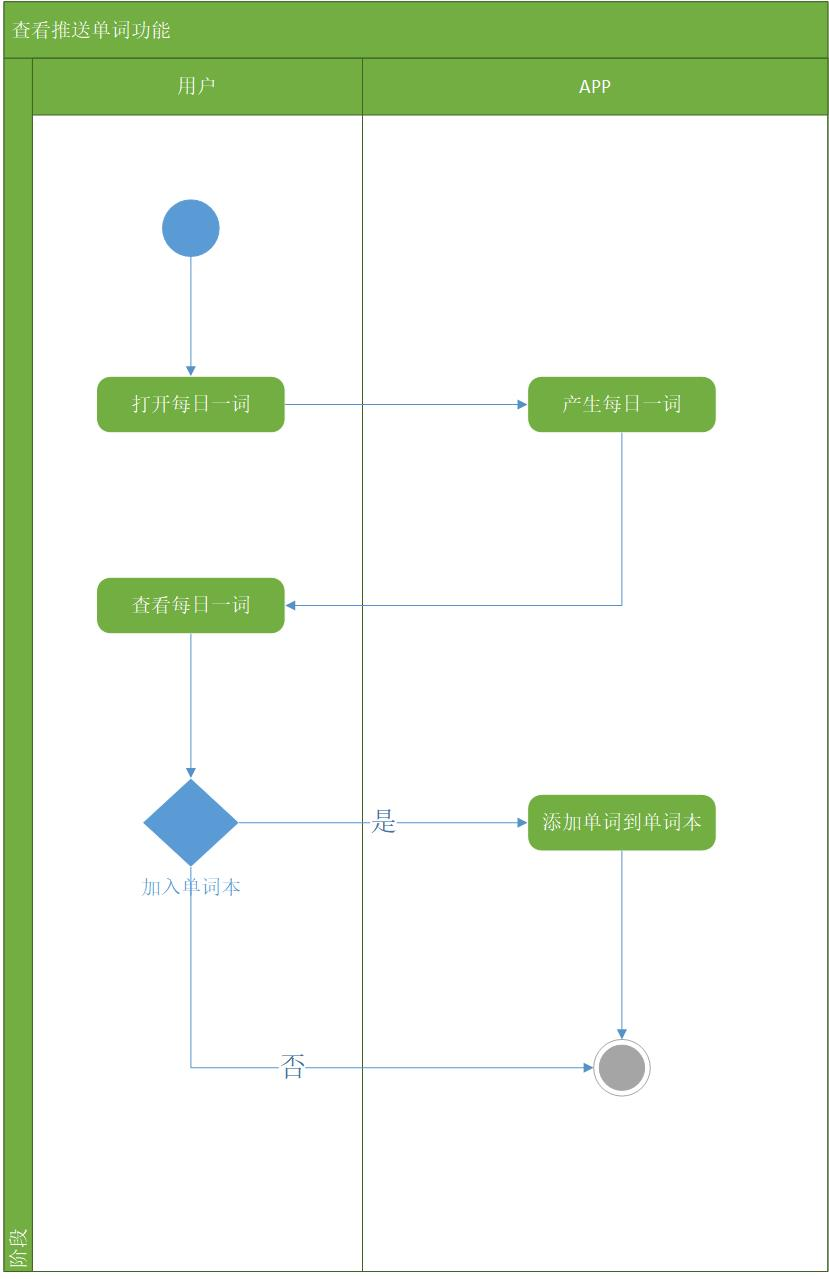 查看推送单词功能
用户
APP
打开每日一词
产生每日一词
查看每日一词
是
添加单词到单词本
加入单词本
否
阶段